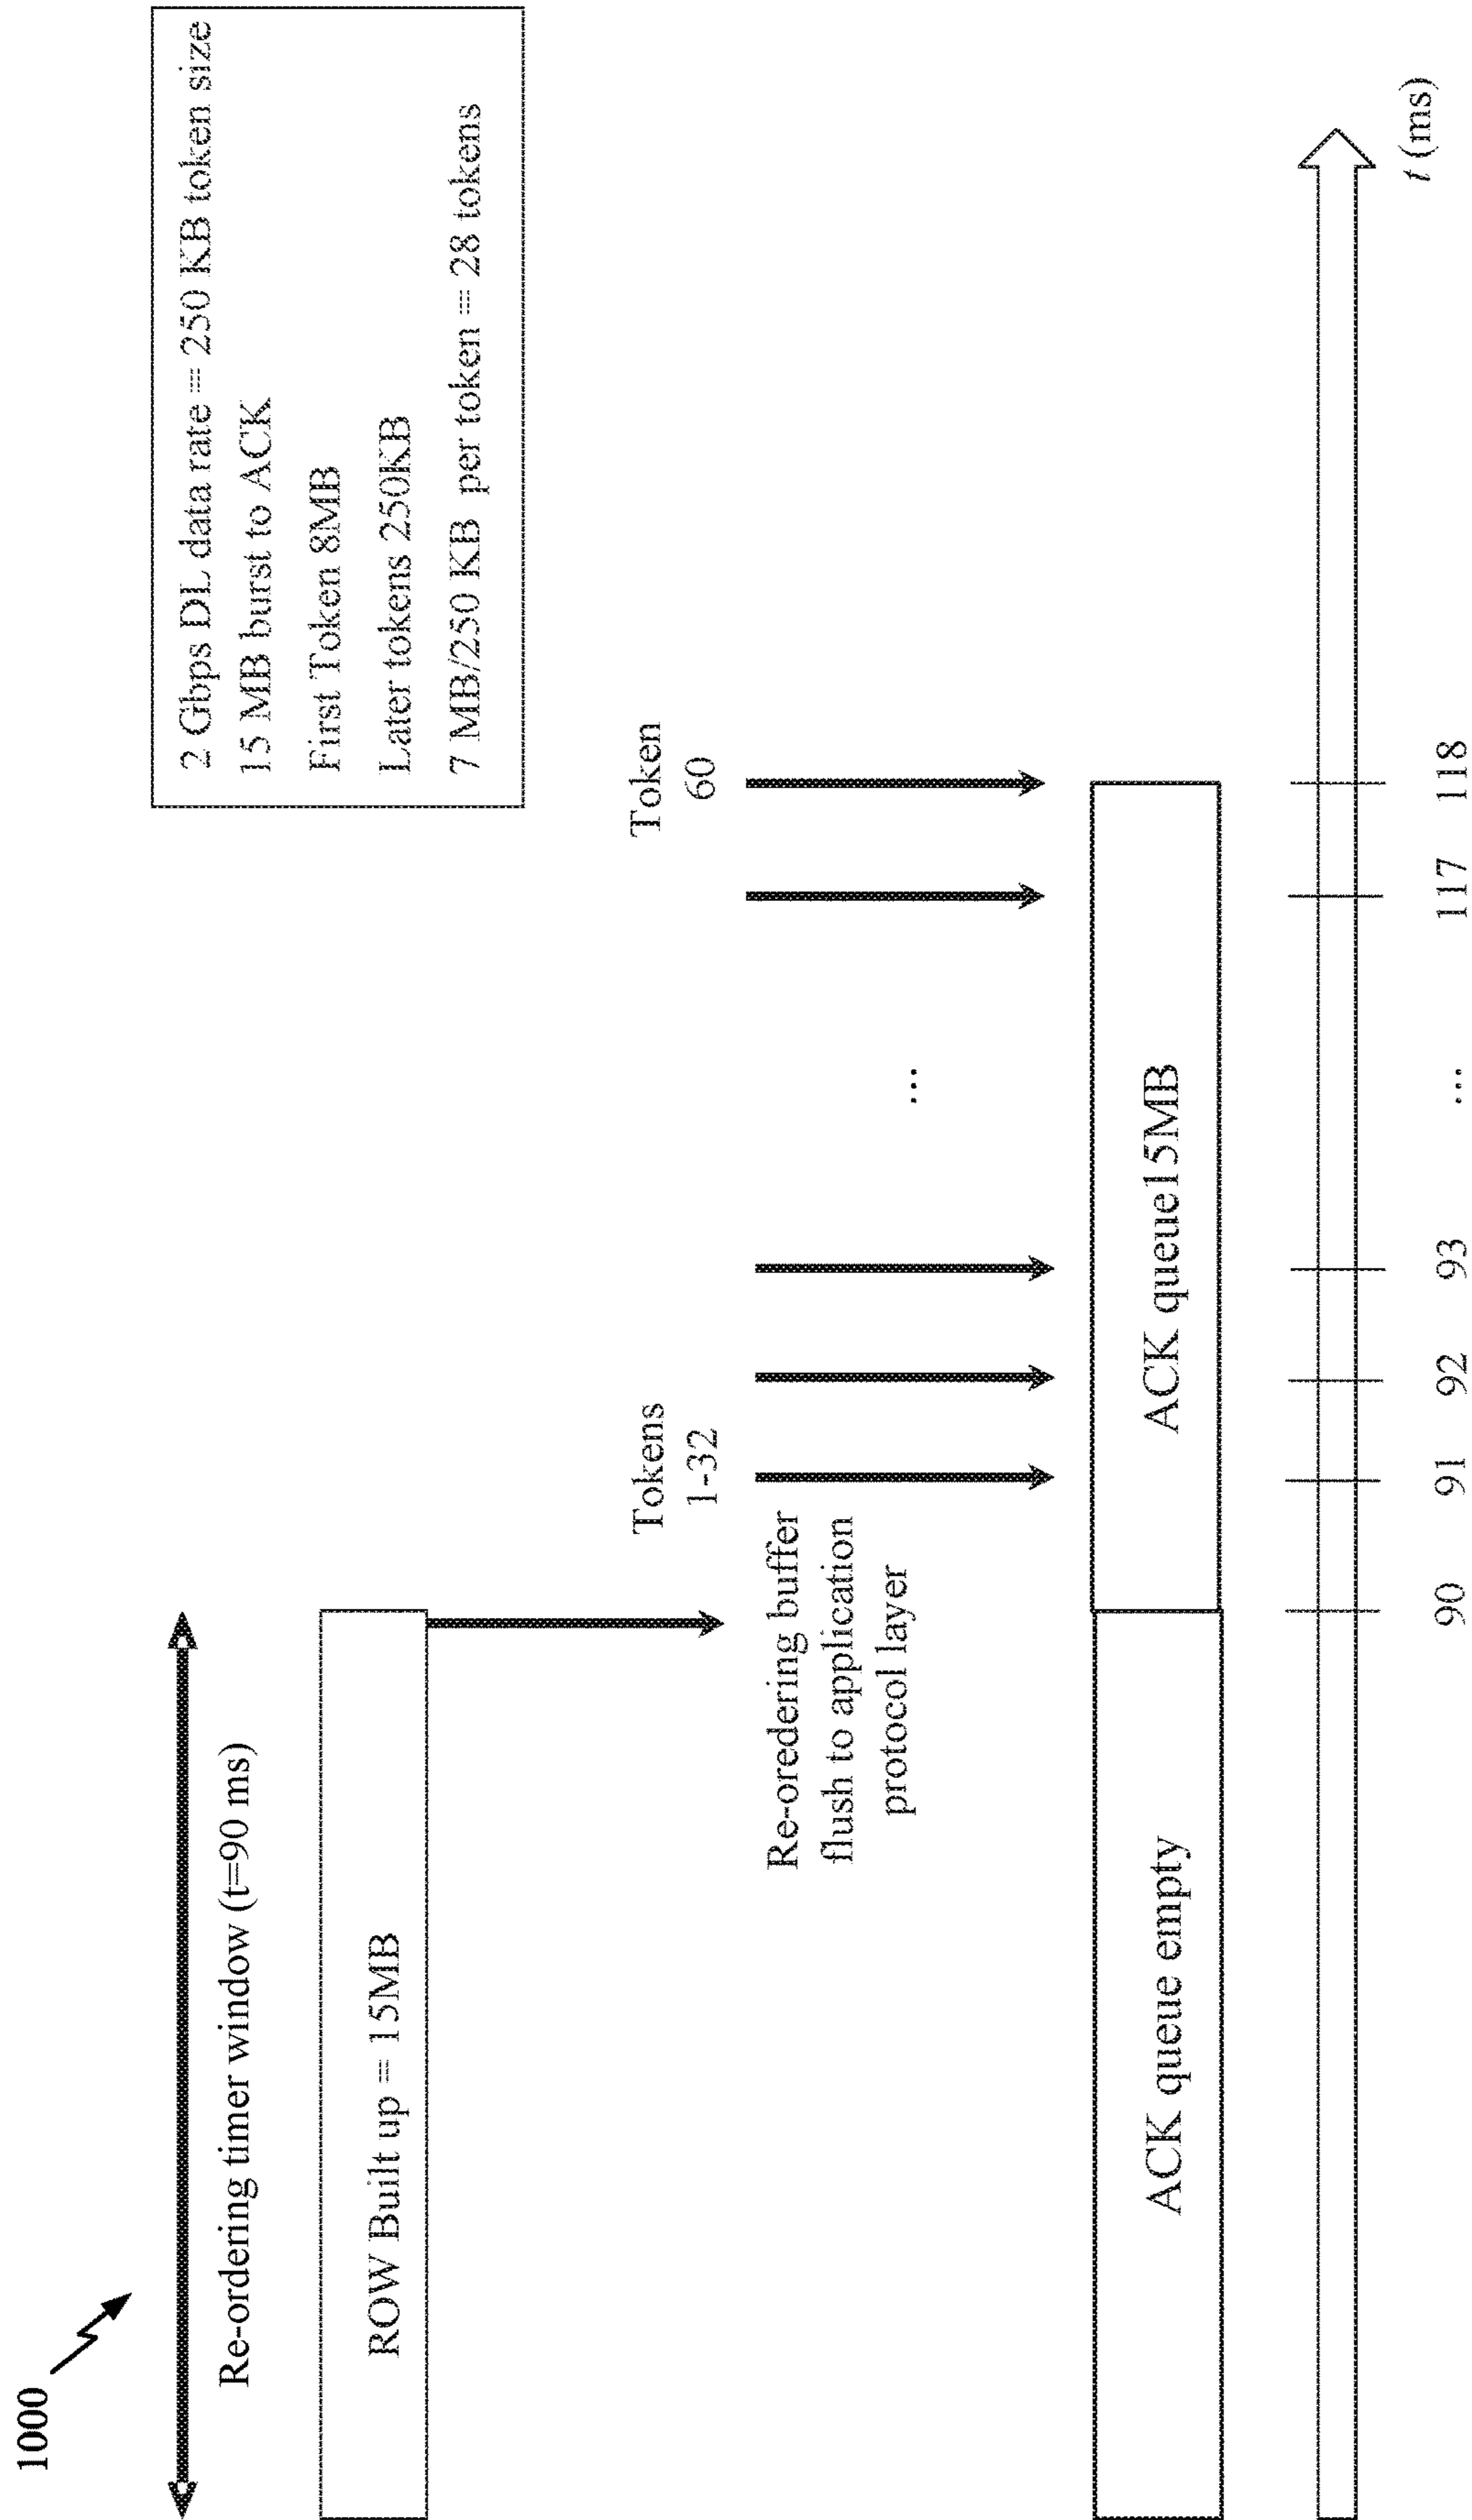 1000
Re-ordering timer window (t=90 ms)
ROW Built up = 15MB
2 Gbps DL data rate = 250 KB token size
15 MB burst to ACK
First Token 8MB
Later tokens 250KB
7 MB/250 KB per token = 28 tokens
Tokens
1-32
Token
60
Re-oredering buffer
flush to application
protocol layer
...
ACK queue empty
ACK queue15MB
90 91 92 93 ... 117 118
t (ms)